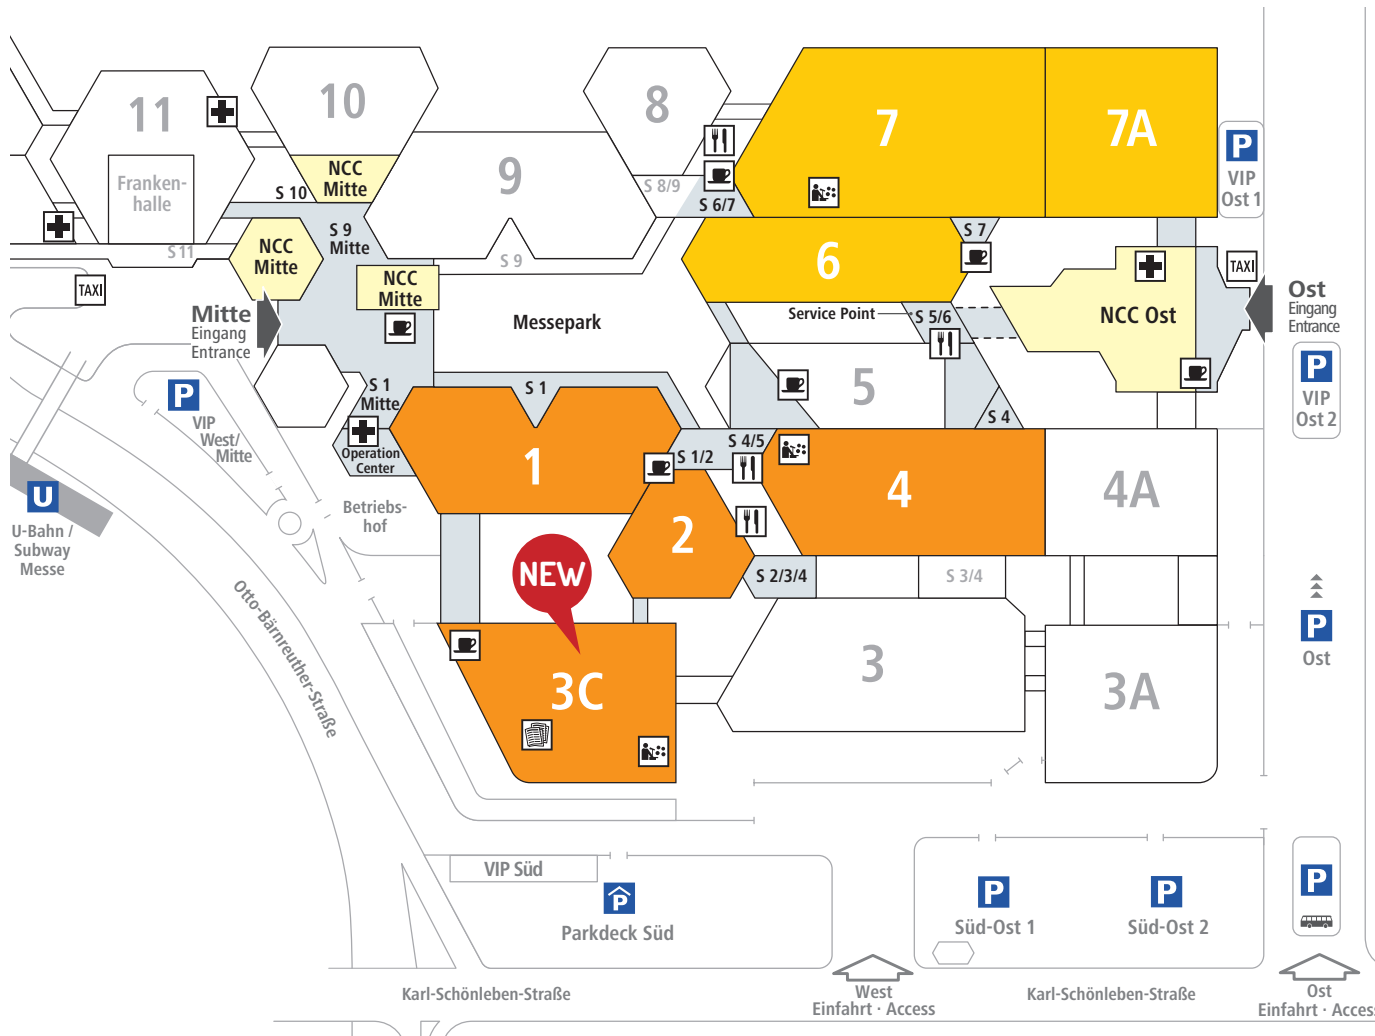 11
10
8
7
7A
Franken-
halle
NCC
Mitte
9
S 8/9
S 6/7
P
VIP
Ost 1
S 10
S 11
NCC
Mitte
S 9
Mitte
S 9
6
S 7
TAXI
TAXI
NCC
Mitte
Mitte
Eingang
Entrance
Messepark
Service Point
S 5/6
NCC Ost
Ost
Eingang
Entrance
P
VIP
West/
Mitte
S 1
Mitte
S 1
5
S 4
P
VIP
Ost 2
Operation
Center
1
S 1/2
S 4/5
4
4A
U
U-Bahn /
Subway
Messe
Betriebs-
hof
2
NEW
S 2/3/4
S 3/4
Otto-Bärnreuther-Straße
3C
3
3A
P
Ost
VIP Süd
P
Parkdeck Süd
P
Süd-Ost 1
P
Süd-Ost 2
P
Karl-Schönleben-Straße
West
Einfahrt · Access
Karl-Schönleben-Straße
Ost
Einfahrt · Access